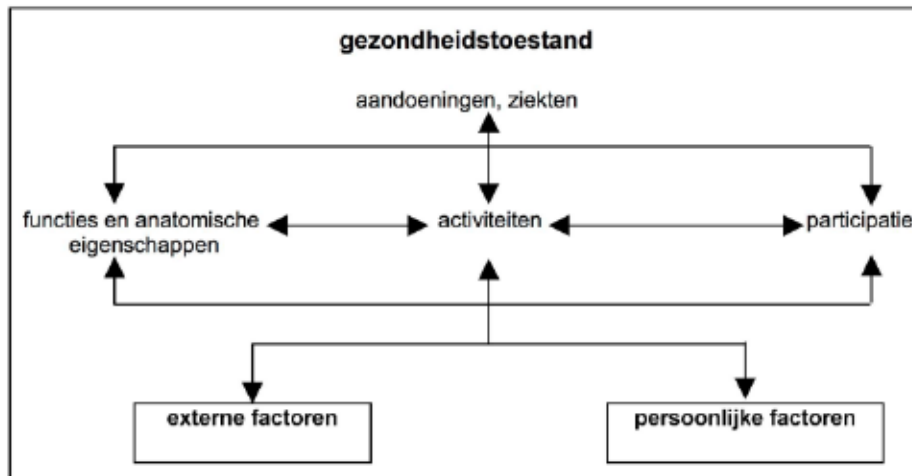 gezondheidstoestand
aandoeningen, ziekten
functies en anatomische
eigenschappen
activiteiten
participatie
externe factoren
persoonlijke factoren